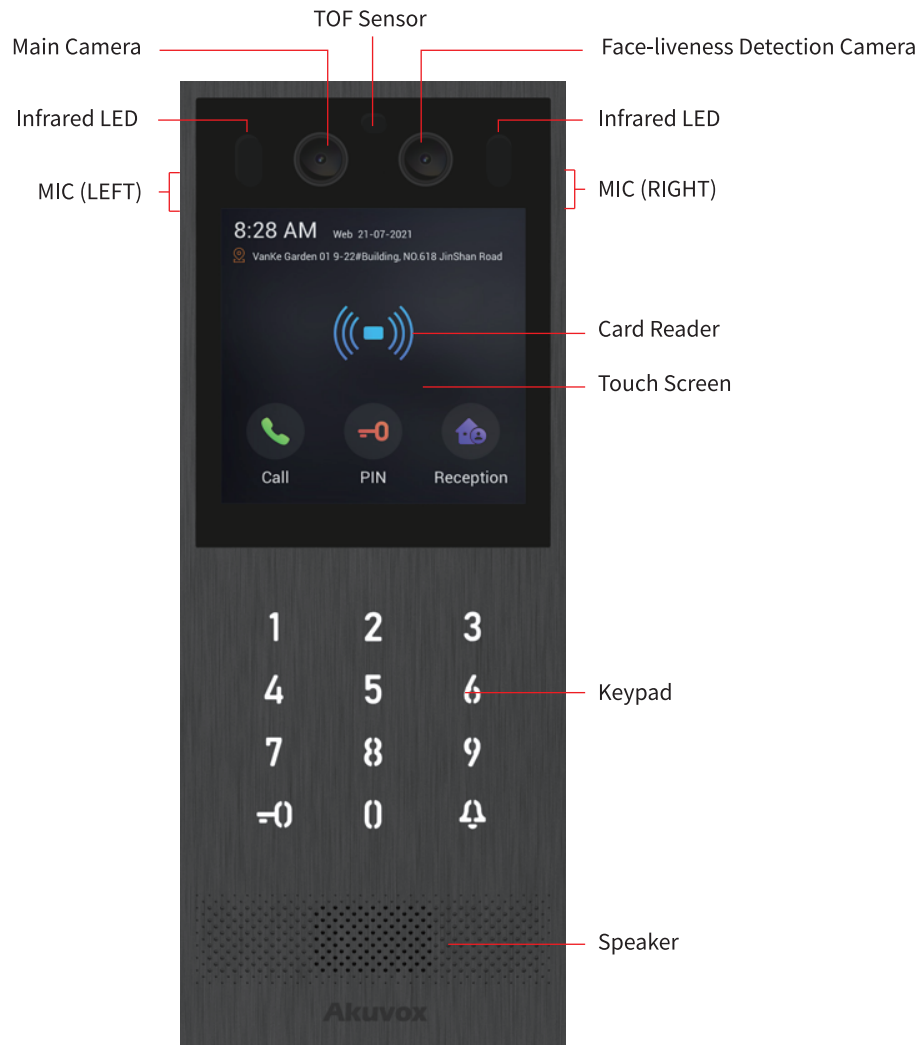 TOF Sensor
Main Camera
Face-liveness Detection Camera
Infrared LED
Infrared LED
MIC (LEFT)
MIC (RIGHT)
8:28 AM Web 21-07-2021
VanKe Garden 01 9-22#Building, NO.618 JinShan Road
Card Reader
Touch Screen
Call PIN Reception
1 2 3
4 5 6
Keypad
7 8 9
0
Speaker
Akuvox